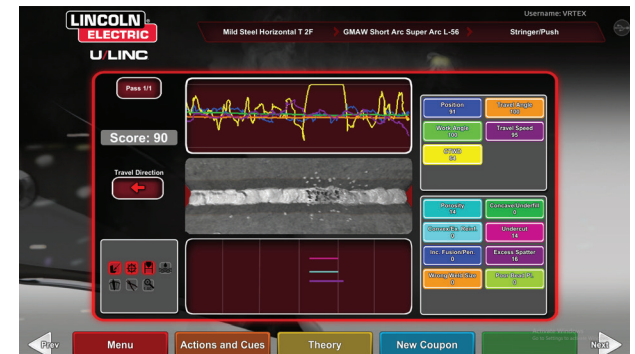 Username: VRTEX
LINCOLN
ELECTRIC
U/LINC
Mild Steel Horizontal T 2F
GMAW Short Arc Super Arc L-56
Stringer/Push
Pass 1/1
Score: 90
Travel Direction
Position
91
Travel Angle
100
Work Angle
100
Travel Speed
95
CTWD
64
Porosity
14
Concave/Underfill
0
Convex/Ex. Reinf.
0
Undercut
14
Inc. Fusion/Pen.
0
Excess Spatter
16
Wrong Weld Size
0
Poor Bead Pl.
0
Prev
Menu
Actions and Cues
Theory
New Coupon
Next